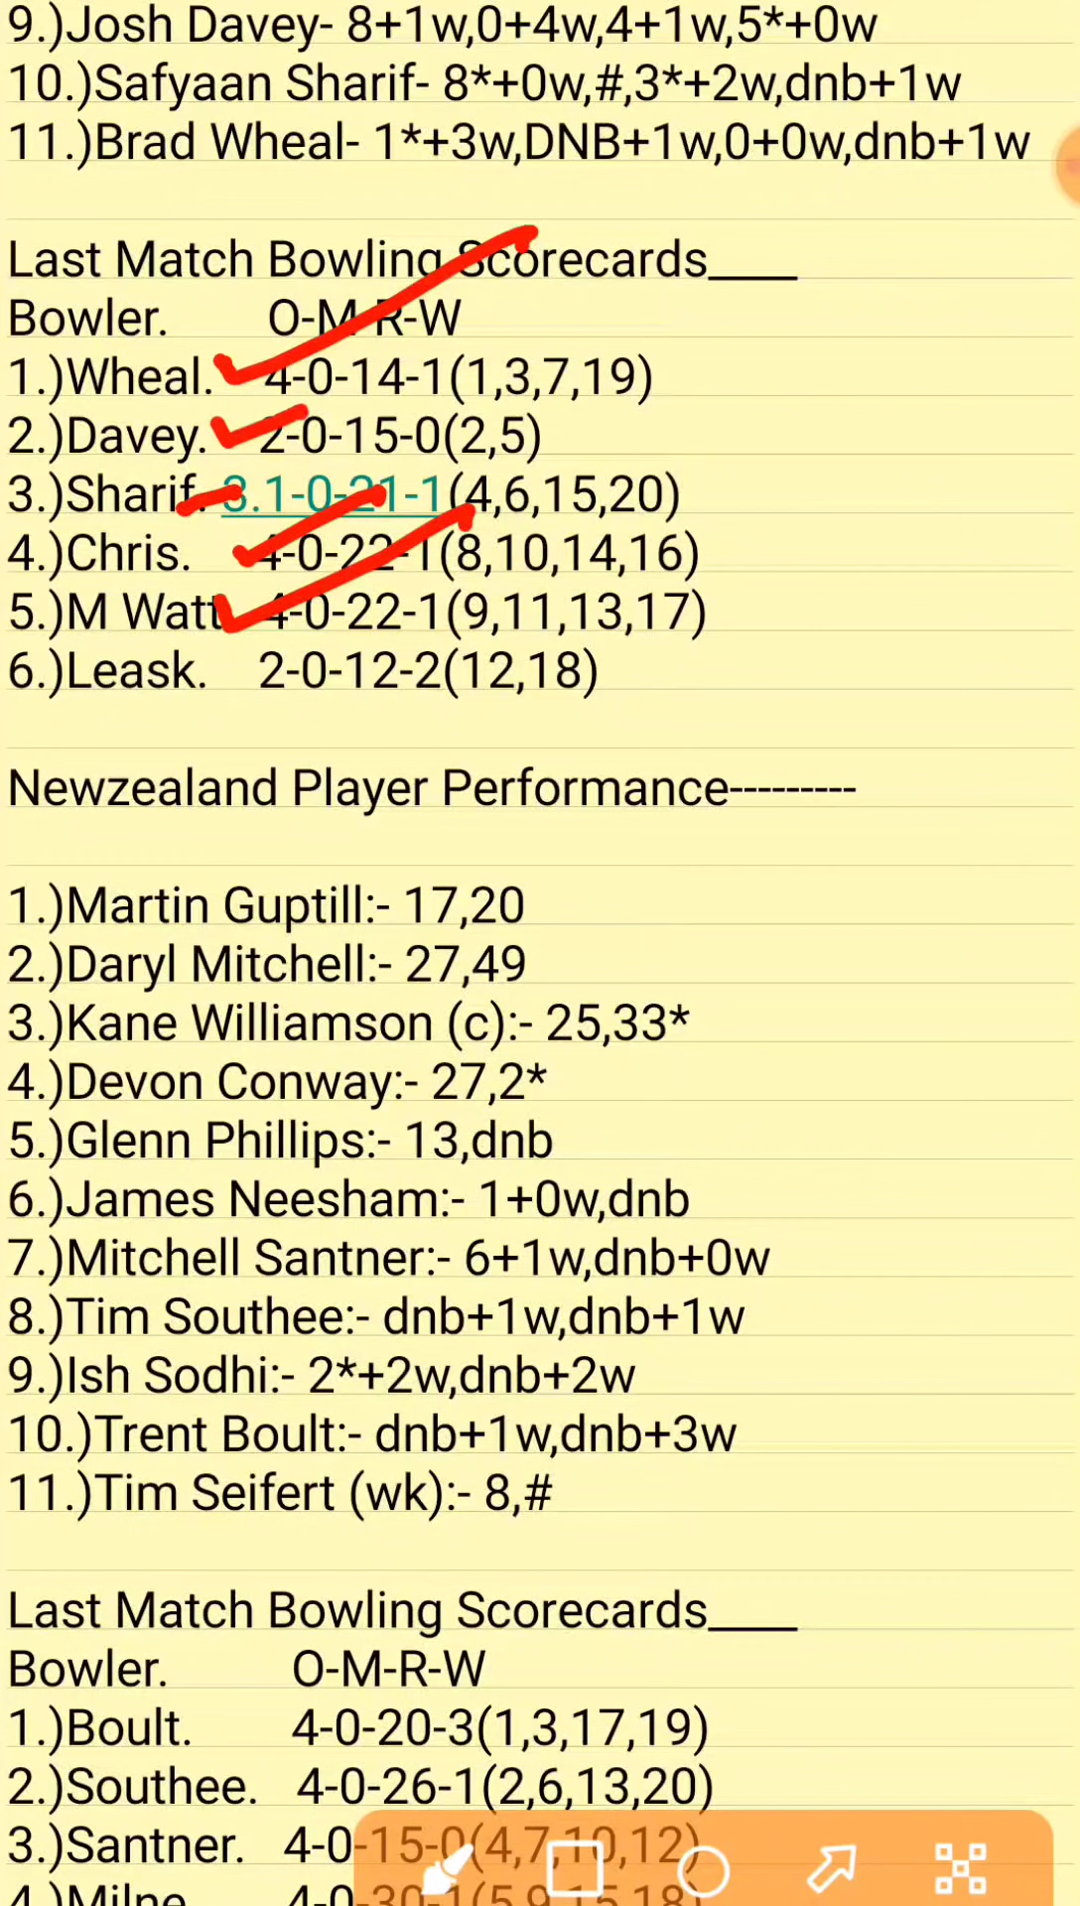 9.)Josh Davey- 8+1w,0+4w,4+1w,5*+0w
10.)Safyaan Sharif- 8*+0w,#,3*+2w,dnb+1w
11.)Brad Wheal- 1*+3w,DNB+1w,0+0w,dnb+1w
Last Match Bowling Scorecards____
Bowler. O-M-R-W
1.)Wheal. 4-0-14-1(1,3,7,19)
2.)Davey. 2-0-15-0(2,5)
3.)Sharif. 3.1-0-21-1(4,6,15,20)
4.)Chris. 4-0-22-1(8,10,14,16)
5.)M Watt 4-0-22-1(9,11,13,17)
6.)Leask. 2-0-12-2(12,18)
Newzealand Player Performance---------
1.)Martin Guptill:- 17,20
2.)Daryl Mitchell:- 27,49
3.)Kane Williamson (c):- 25,33*
4.)Devon Conway:- 27,2*
5.)Glenn Phillips:- 13,dnb
6.)James Neesham:- 1+0w,dnb
7.)Mitchell Santner:- 6+1w,dnb+0w
8.)Tim Southee:- dnb+1w,dnb+1w
9.)Ish Sodhi:- 2*+2w,dnb+2w
10.)Trent Boult:- dnb+1w,dnb+3w
11.)Tim Seifert (wk):- 8,#
Last Match Bowling Scorecards____
Bowler. O-M-R-W
1.)Boult. 4-0-20-3(1,3,17,19)
2.)Southee. 4-0-26-1(2,6,13,20)
3.)Santner. 4-0-15-0(4,7,10,12)
4.)Milne 4-0-30-1(5,9,15,18)